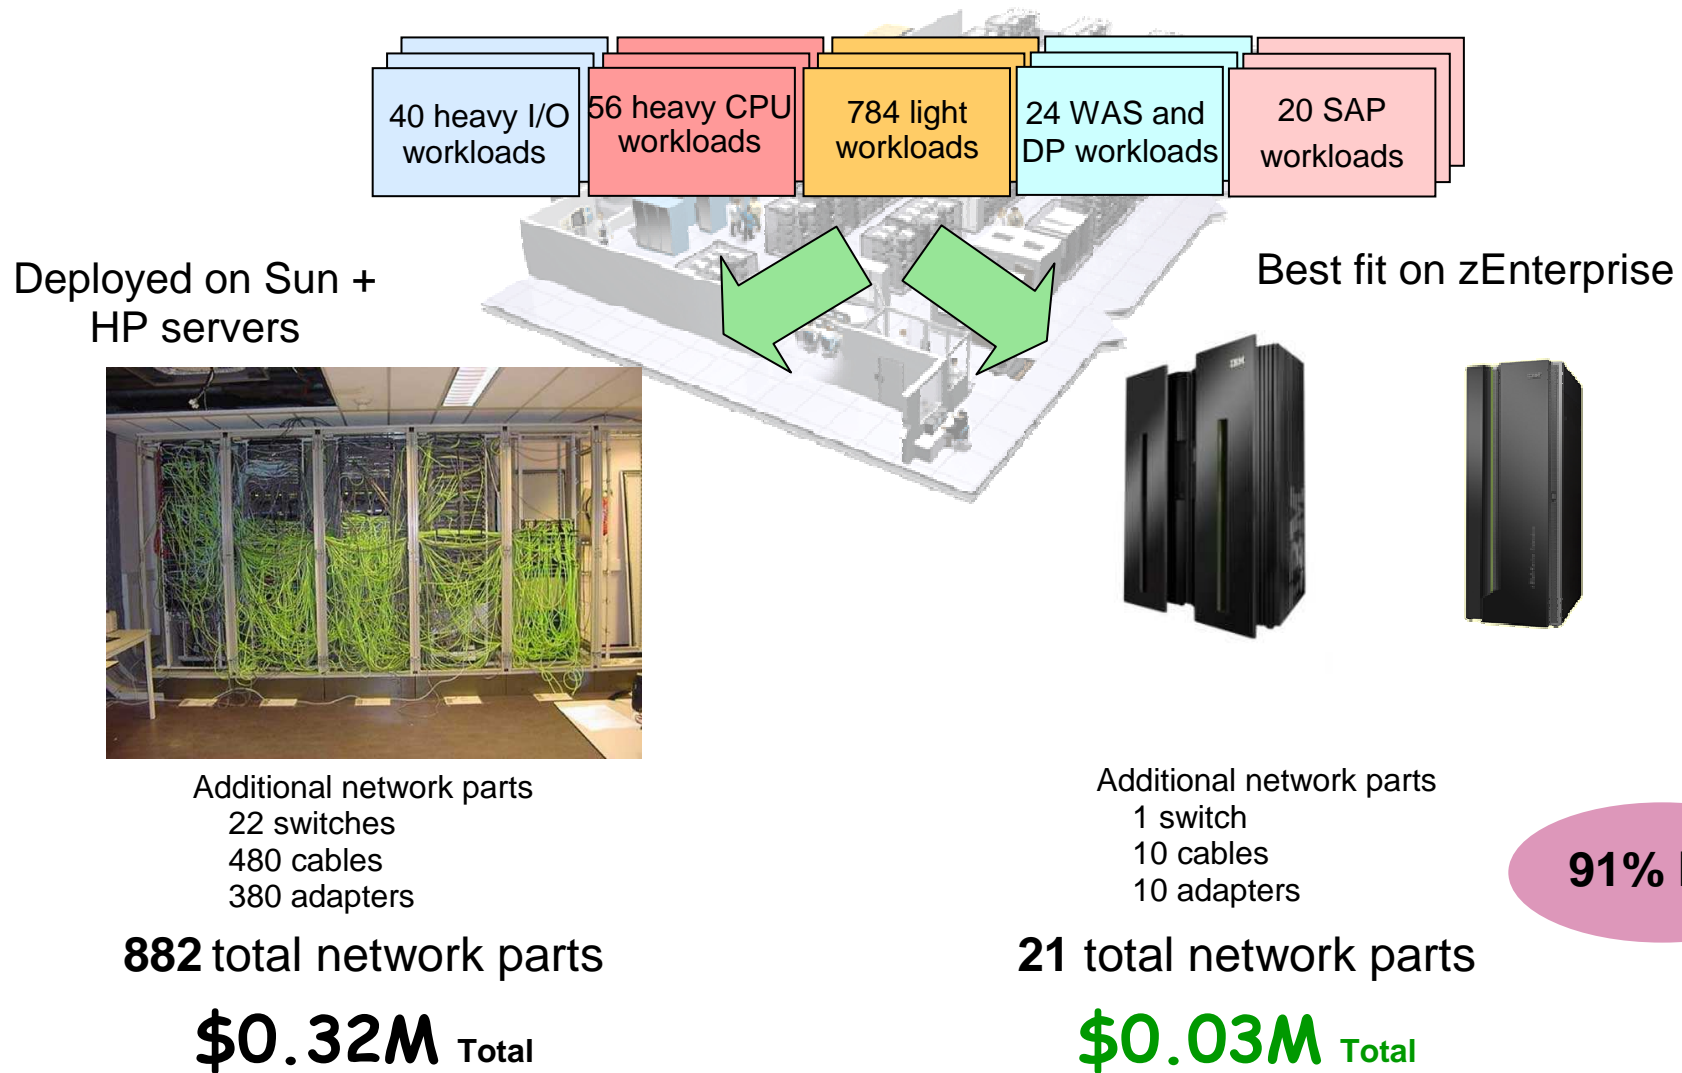 40 heavy I/O
workloads
56 heavy CPU
workloads
784 light
workloads
24 WAS and
DP workloads
20 SAP
workloads
Deployed on Sun +
HP servers
Best fit on zEnterprise
IBM
Additional network parts
22 switches
480 cables
380 adapters
882 total network parts
$0.32M Total
Additional network parts
1 switch
10 cables
10 adapters
21 total network parts
$0.03M Total
91%